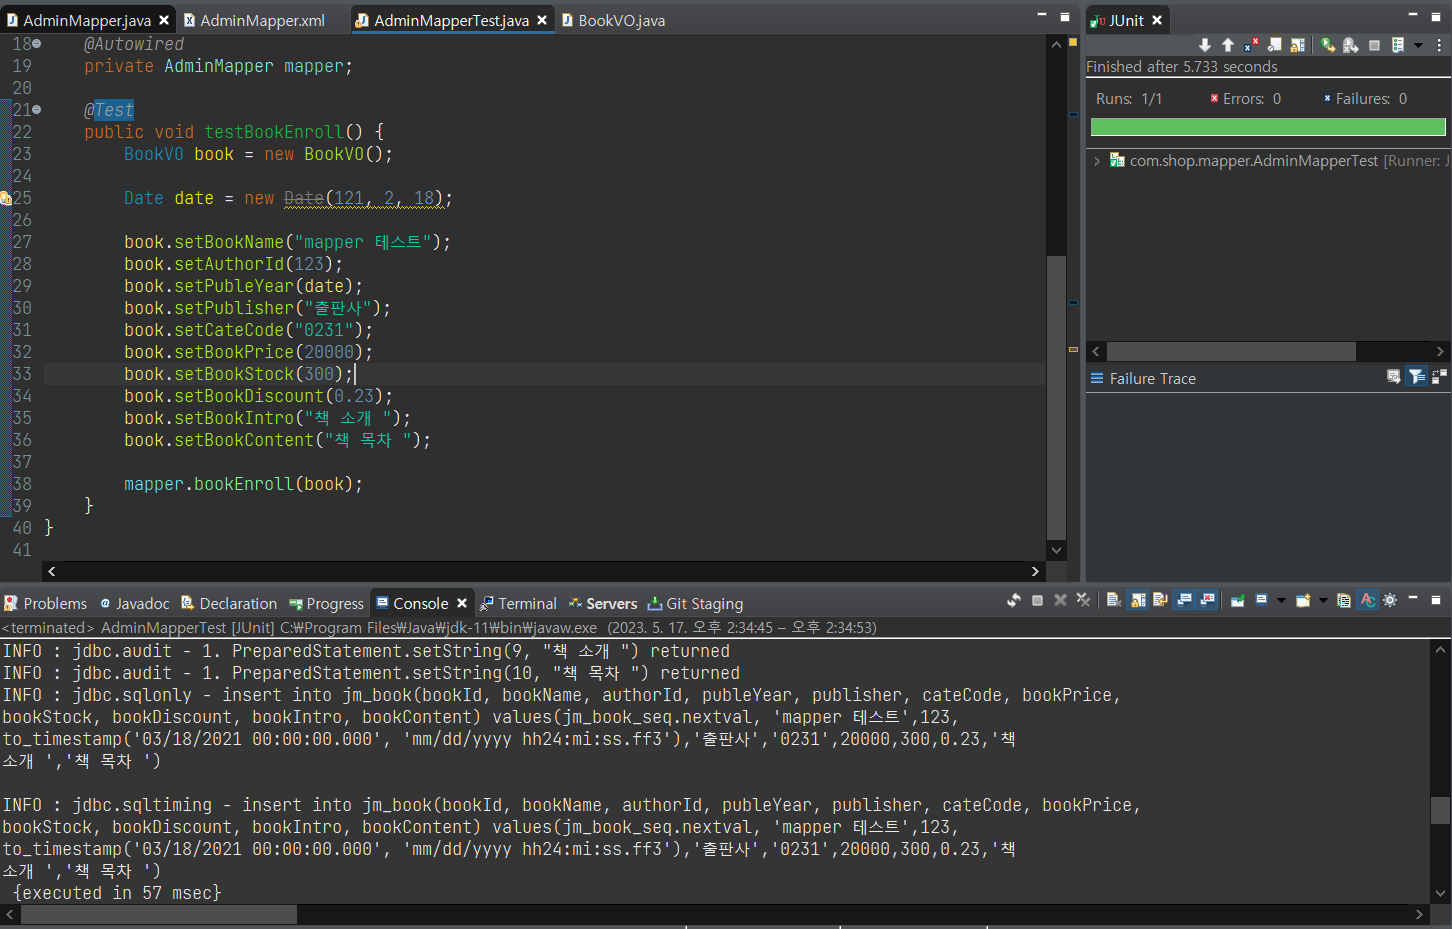 AdminMapper.java
AdminMapper.xml
AdminMapperTest.java
BookVO.java
18 @Autowired
19 private AdminMapper mapper;
20
21 @Test
22 public void testBookEnroll() {
23 BookVO book = new BookVO();
24
25 Date date = new Date(121, 2, 18);
26
27 book.setBookName("mapper 테스트");
28 book.setAuthorId(123);
29 book.setPubleYear(date);
30 book.setPublisher("출판사");
31 book.setCateCode("0231");
32 book.setBookPrice(20000);
33 book.setBookStock(300);
34 book.setBookDiscount(0.23);
35 book.setBookIntro("책 소개 ");
36 book.setBookContent("책 목차 ");
37
38 mapper.bookEnroll(book);
39 }
40 }
41
JUnit
Finished after 5.733 seconds
Runs: 1/1 Errors: 0 Failures: 0
com.shop.mapper.AdminMapperTest [Runner: J
Failure Trace
Problems Javadoc Declaration Progress Console Terminal Servers Git Staging
<terminated> AdminMapperTest [JUnit] C:₩Program Files₩Java₩jdk-11₩bin₩javaw.exe (2023. 5. 17. 오후 2:34:45 – 오후 2:34:53)
INFO : jdbc.audit - 1. PreparedStatement.setString(9, "책 소개 ") returned
INFO : jdbc.audit - 1. PreparedStatement.setString(10, "책 목차 ") returned
INFO : jdbc.sqlonly - insert into jm_book(bookId, bookName, authorId, publeYear, publisher, cateCode, bookPrice,
bookStock, bookDiscount, bookIntro, bookContent) values(jm_book_seq.nextval, 'mapper 테스트',123,
to_timestamp('03/18/2021 00:00:00.000', 'mm/dd/yyyy hh24:mi:ss.ff3'),'출판사','0231',20000,300,0.23,'책
소개 ','책 목차 ')
INFO : jdbc.sqltiming - insert into jm_book(bookId, bookName, authorId, publeYear, publisher, cateCode, bookPrice,
bookStock, bookDiscount, bookIntro, bookContent) values(jm_book_seq.nextval, 'mapper 테스트',123,
to_timestamp('03/18/2021 00:00:00.000', 'mm/dd/yyyy hh24:mi:ss.ff3'),'출판사','0231',20000,300,0.23,'책
소개 ','책 목차 ')
{executed in 57 msec}